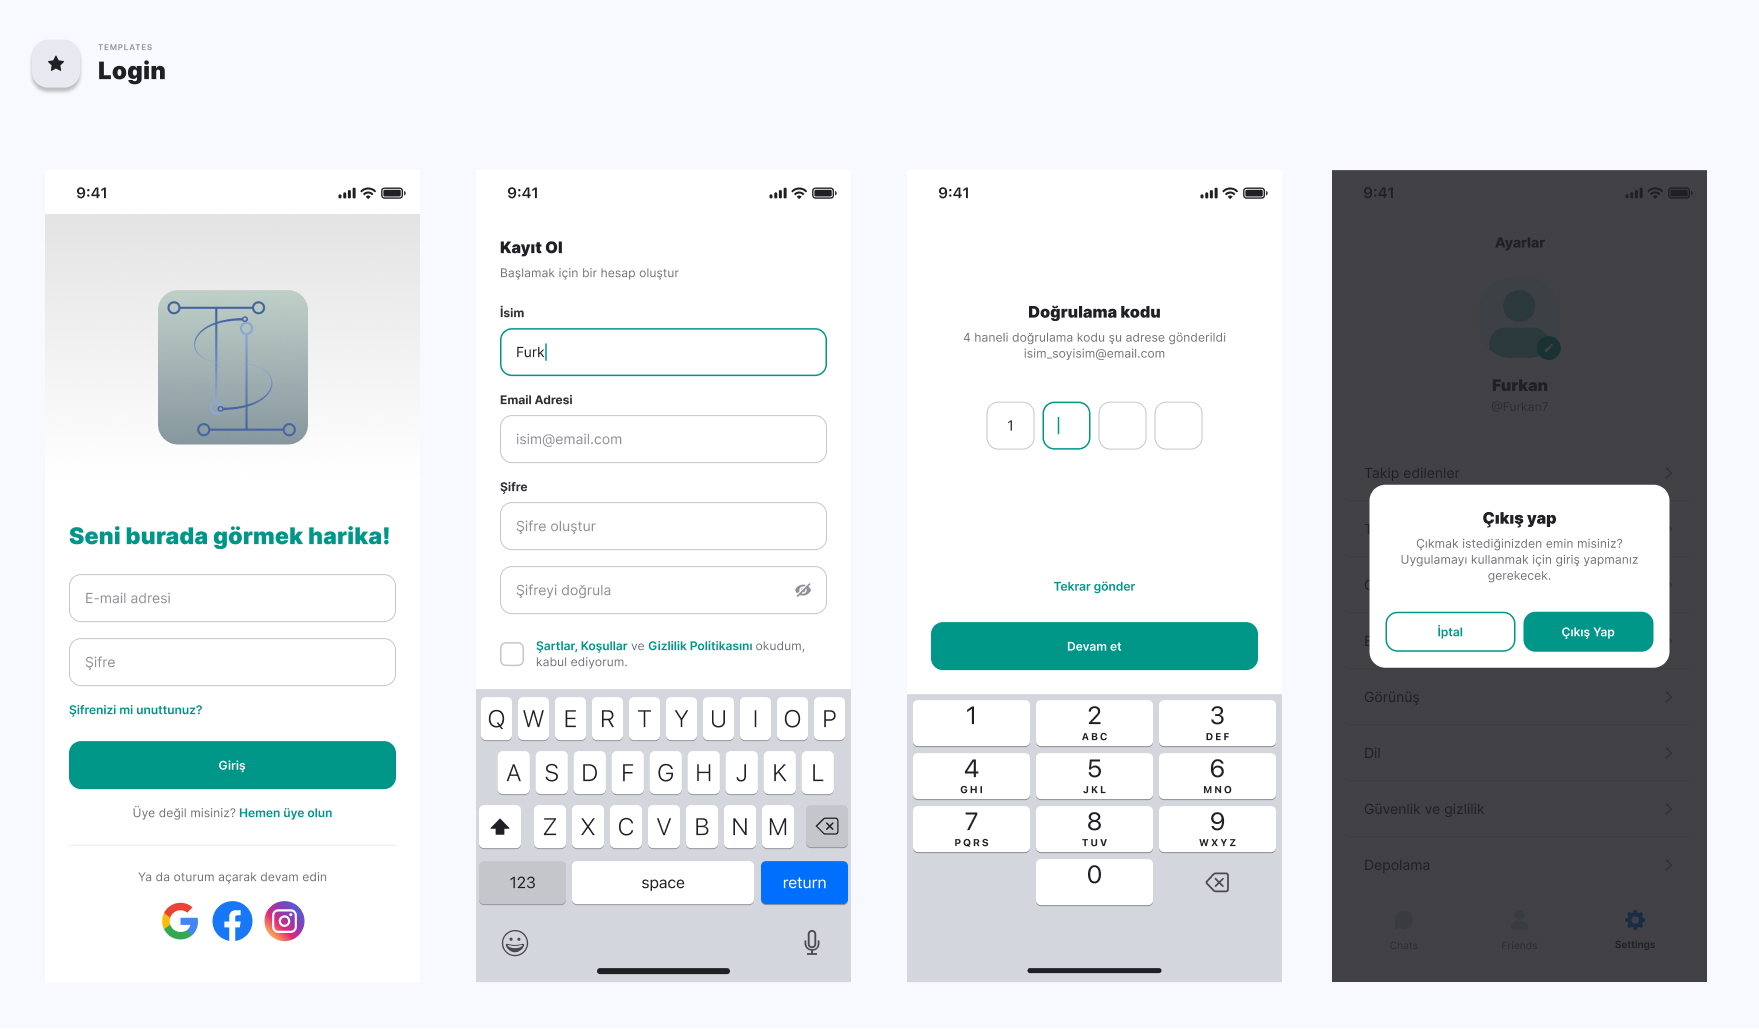 TEMPLATES
Login
9:41
Seni burada görmek harika!
E-mail adresi
Şifre
Şifrenizi mi unuttunuz?
Giriş
Üye değil misiniz? Hemen üye olun
Ya da oturum açarak devam edin
9:41
Kayıt Ol
Başlamak için bir hesap oluştur
İsim
Furk
Email Adresi
isim@email.com
Şifre
Şifre oluştur
Şifreyi doğrula
Şartlar, Koşullar ve Gizlilik Politikasını okudum,
kabul ediyorum.
Q W E R T Y U I O P
A S D F G H J K L
Z X C V B N M
123 space return
9:41
Doğrulama kodu
4 haneli doğrulama kodu şu adrese gönderildi
isim_soyisim@email.com
1
Tekrar gönder
Devam et
1 2 3
ABC DEF
4 5 6
GHI JKL MNO
7 8 9
PQRS TUV WXYZ
0
9:41
Ayarlar
Furkan
@Furkan7
Takip edilenler
Çıkış yap
Çıkmak istediğinizden emin misiniz?
Uygulamayı kullanmak için giriş yapmanız
gerekecek.
İptal Çıkış Yap
Görünüş
Dil
Güvenlik ve gizlilik
Depolama
Chats Friends Settings